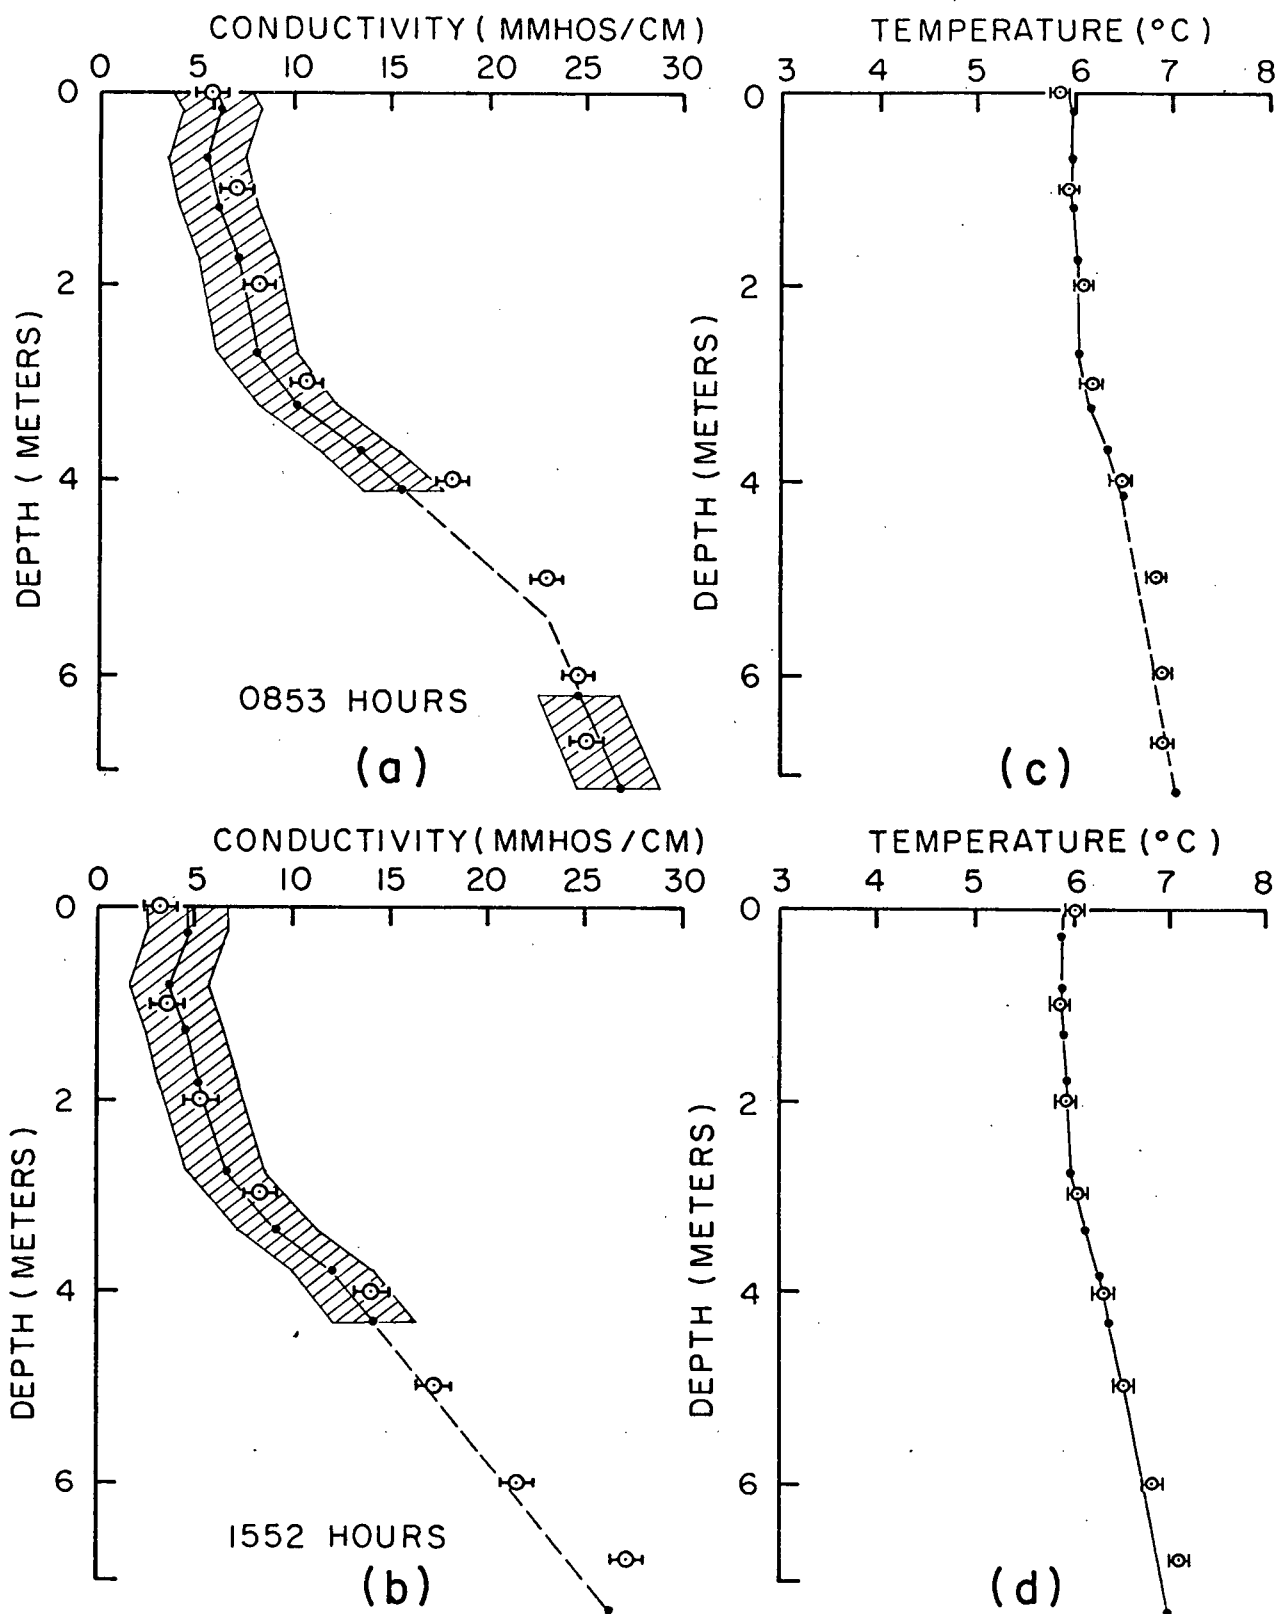 CONDUCTIVITY ( MMHOS/CM)
0 5 10 15 20 25 30
0
2
4
6
DEPTH ( METERS)
0853 HOURS
(a)
TEMPERATURE (°C)
3 4 5 6 7 8
0
2
4
6
DEPTH (METERS)
(c)
CONDUCTIVITY ( MMHOS /CM)
0 5 10 15 20 25 30
0
2
4
6
DEPTH (METERS)
1552 HOURS
(b)
TEMPERATURE (°C )
3 4 5 6 7 8
0
2
4
6
DEPTH (METERS)
(d)